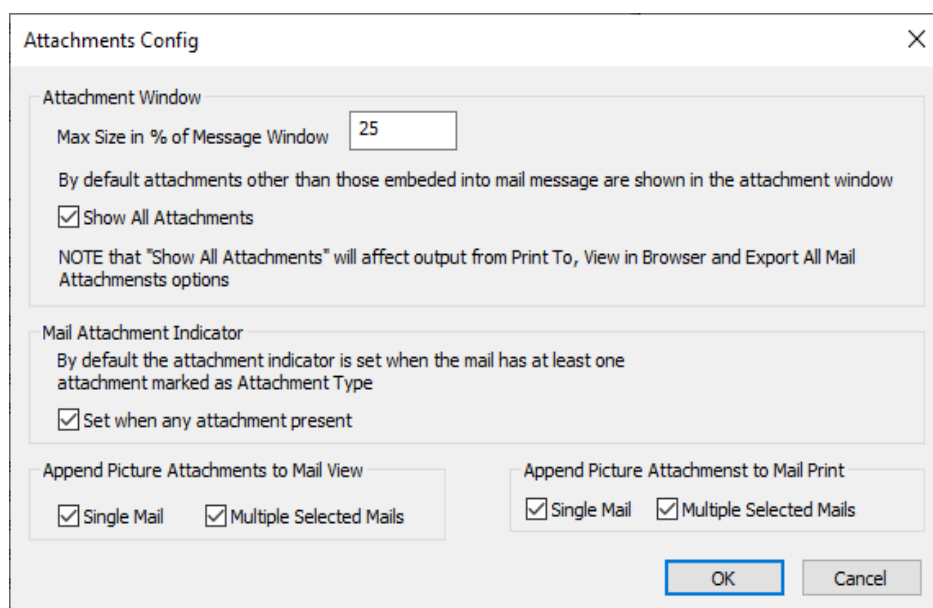 Attachments Config
Attachment Window
Max Size in % of Message Window 25
By default attachments other than those embeded into mail message are shown in the attachment window
Show All Attachments
NOTE that "Show All Attachments" will affect output from Print To, View in Browser and Export All Mail
Attachmensts options
Mail Attachment Indicator
By default the attachment indicator is set when the mail has at least one
attachment marked as Attachment Type
Set when any attachment present
Append Picture Attachments to Mail View
Single Mail Multiple Selected Mails
Append Picture Attachmenst to Mail Print
Single Mail Multiple Selected Mails
OK Cancel